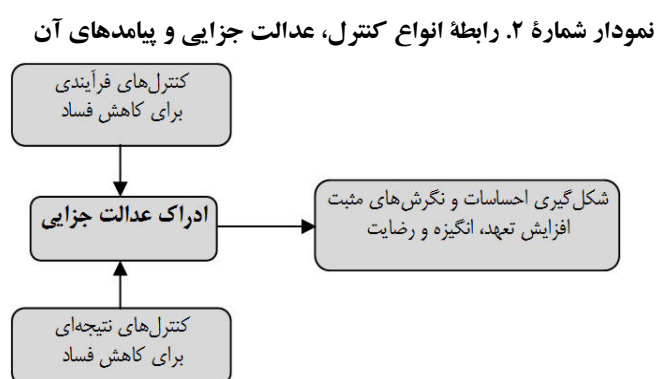 نمودار شمارهٔ ۲. رابطهٔ انواع کنترل، عدالت جزایی و پیامدهای آن
کنترل‌های فرآیندی
برای کاهش فساد
ادراک عدالت جزایی
شکل‌گیری احساسات و نگرش‌های مثبت
افزایش تعهد، انگیزه و رضایت
کنترل‌های نتیجه‌ای
برای کاهش فساد